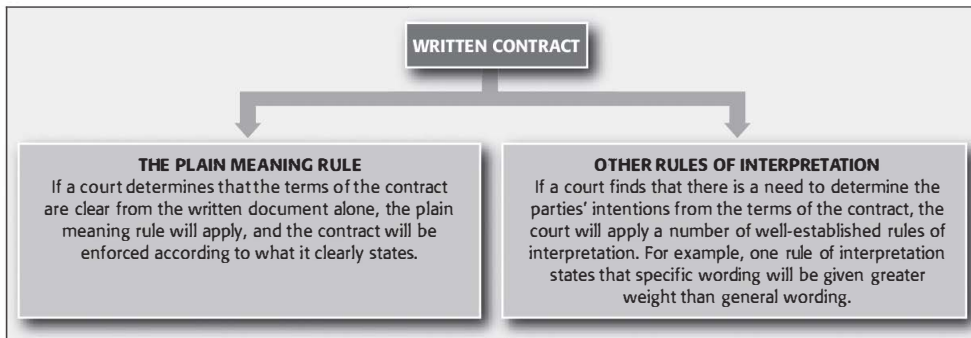 WRITTEN CONTRACT
THE PLAIN MEANING RULE
If a court determines that the terms of the contract
are clear from the written document alone, the plain
meaning rule will apply, and the contract will be
enforced according to what it clearly states.
OTHER RULES OF INTERPRETATION
If a court finds that there is a need to determine the
parties' intentions from the terms of the contract, the
court will apply a number of well-established rules of
interpretation. For example, one rule of interpretation
states that specific wording will be given greater
weight than general wording.